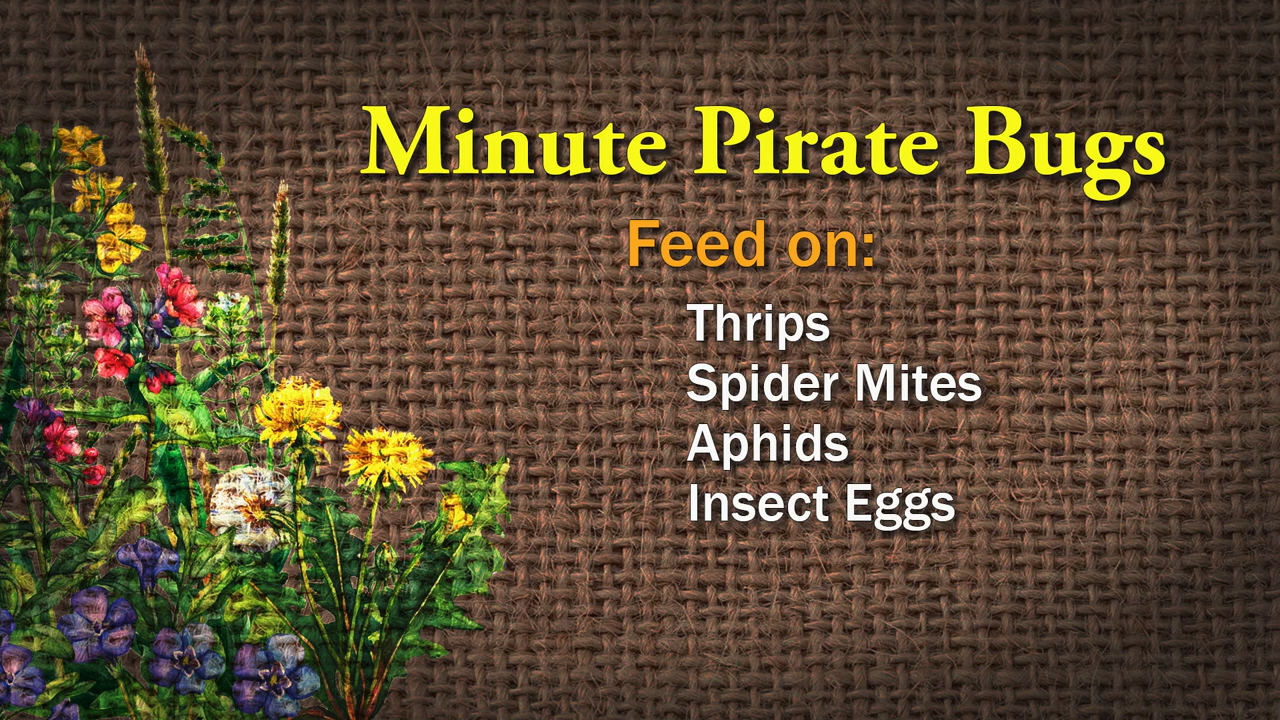 Minute Pirate Bugs
Feed on:
Thrips
Spider Mites
Aphids
Insect Eggs